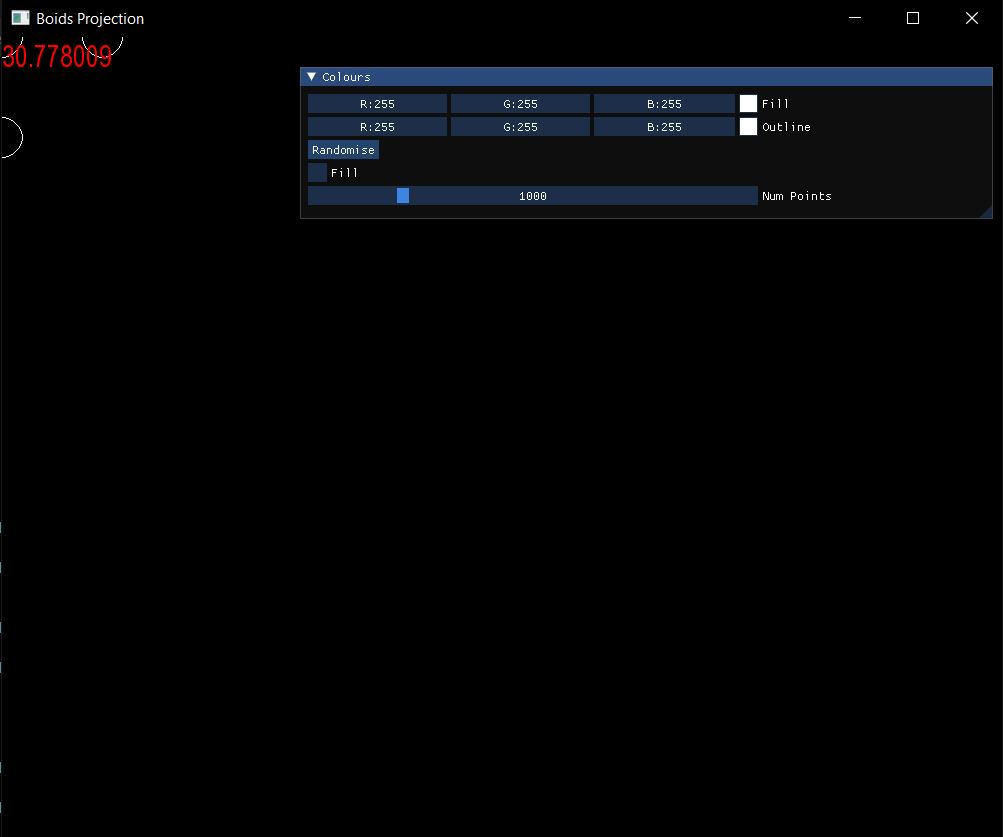 Boids Projection
30.778009
Colours
R:255 G:255 B:255 Fill
R:255 G:255 B:255 Outline
Randomise
Fill
1000 Num Points